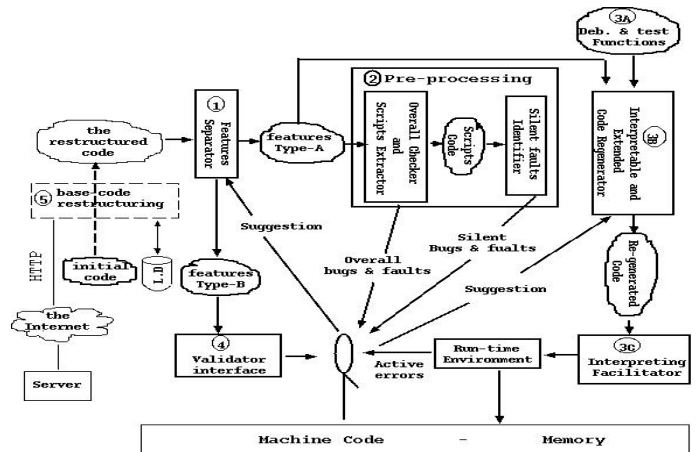 3A
Deb. & test
Functions
2 Pre-processing
1
Features
Separator
the
restructured
code
features
Type-A
Overall Checker
and
Scripts Extractor
Scripts
Code
Silent faults
Identifier
3B
Interpretable and
Extended
Code Regenerator
5 base-code
restructuring
HTTP
initial
code
L.D
Suggestion
Overall
bugs & faults
Silent
Bugs & fualts
Suggestion
Re-generated
Code
features
Type-B
the
Internet
Server
4
Validator
interface
Active
errors
Run-time
Environment
3C
Interpreting
Facilitator
Machine Code - Memory